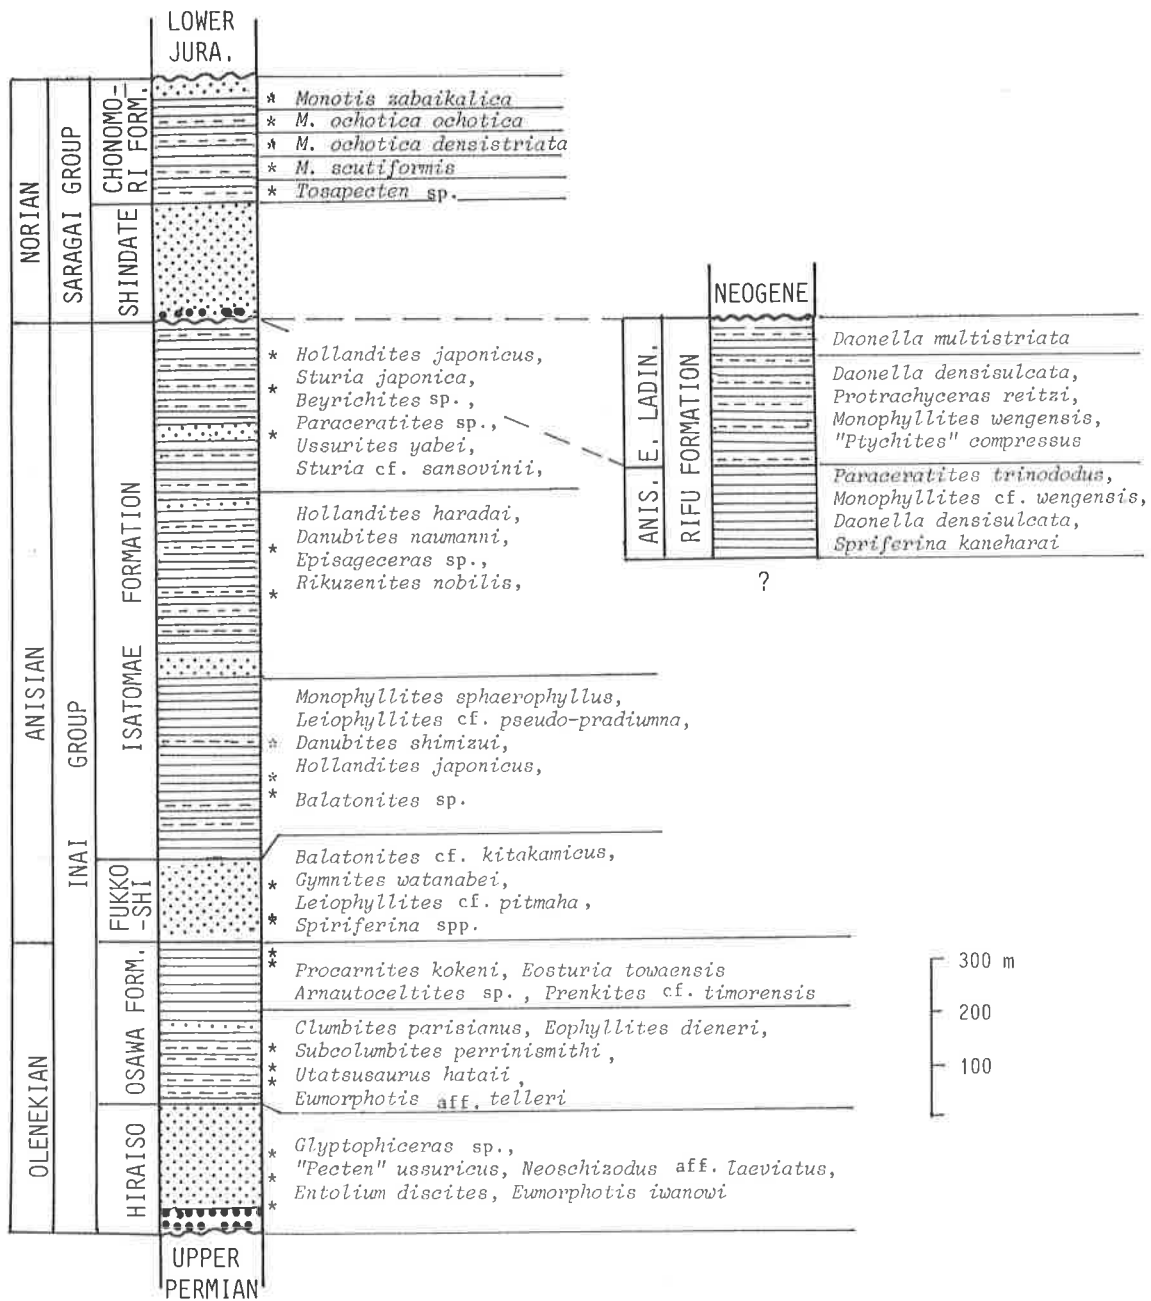 LOWER
JURA.
NORIAN
SARAGAI GROUP
CHONOMO-
RI FORM.
* Monotis zabaikalica
* M. ochotica ochotica
* M. ochotica densistriata
* M. scutiformis
* Tosapecten sp.
SHINDATE
ANISIAN
INAI GROUP
ISATOMAE FORMATION
* Hollandites japonicus,
Sturia japonica,
* Beyrichites sp.,
Paraceratites sp.,
* Ussurites yabei,
Sturia cf. sansovinii,
Hollandites haradai,
Danubites naumanni,
* Episageceras sp.,
Rikuzenites nobilis,
*
Monophyllites sphaerophyllus,
Leiophyllites cf. pseudo-pradiumna,
* Danubites shimizui,
* Hollandites japonicus,
* Balatonites sp.
FUKKO
-SHI
Balatonites cf. kitakamicus,
* Gymnites watanabei,
Leiophyllites cf. pitmaha,
* Spiriferina spp.
OLENEKIAN
OSAWA FORM.
*
* Procarnites kokeni, Eosturia towaensis
Arnautoceltites sp., Prenkites cf. timorensis
Clumbites parisianus, Eophyllites dieneri,
* Subcolumbites perrinismithi,
* Utatsusaurus hataii,
*
Eumorphotis aff. telleri
HIRAISO
* Glyptophiceras sp.,
* "Pecten" ussuricus, Neoschizodus aff. laeviatus,
* Entolium discites, Eumorphotis iwanowi
UPPER
PERMIAN
NEOGENE
ANIS. E. LADIN.
RIFU FORMATION
Daonella multistriata
Daonella densisulcata,
Protrachyceras reitzi,
Monophyllites wengensis,
"Ptychites" compressus
Paraceratites trinododus,
Monophyllites cf. wengensis,
Daonella densisulcata,
Spriferina kaneharai
?
300 m
200
100